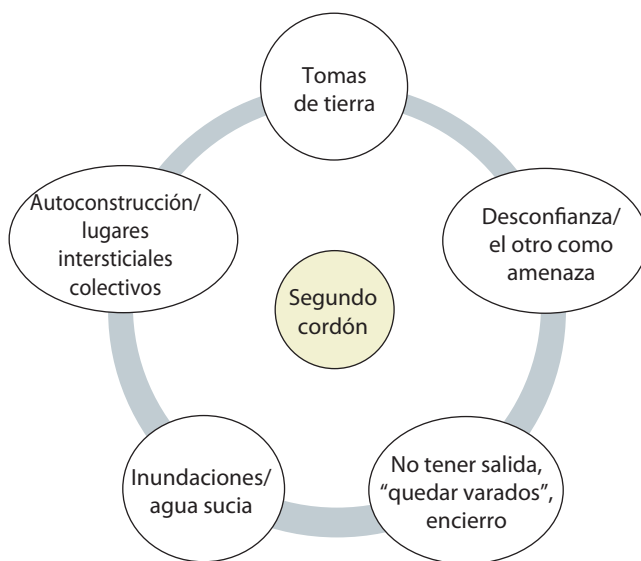 Tomas
de tierra
Autoconstrucción/
lugares
intersticiales
colectivos
Desconfianza/
el otro como
amenaza
Segundo
cordón
Inundaciones/
agua sucia
No tener salida,
“quedar varados”,
encierro